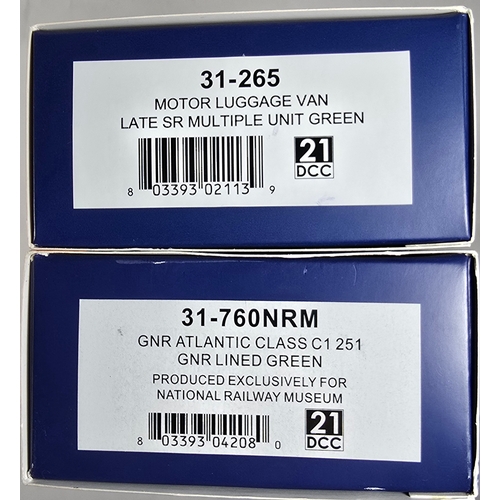 31-265
MOTOR LUGGAGE VAN
LATE SR MULTIPLE UNIT GREEN
21
DCC
8 03393 02113 9
31-760NRM
GNR ATLANTIC CLASS C1 251
GNR LINED GREEN
PRODUCED EXCLUSIVELY FOR
NATIONAL RAILWAY MUSEUM
21
DCC
8 03393 04208 0